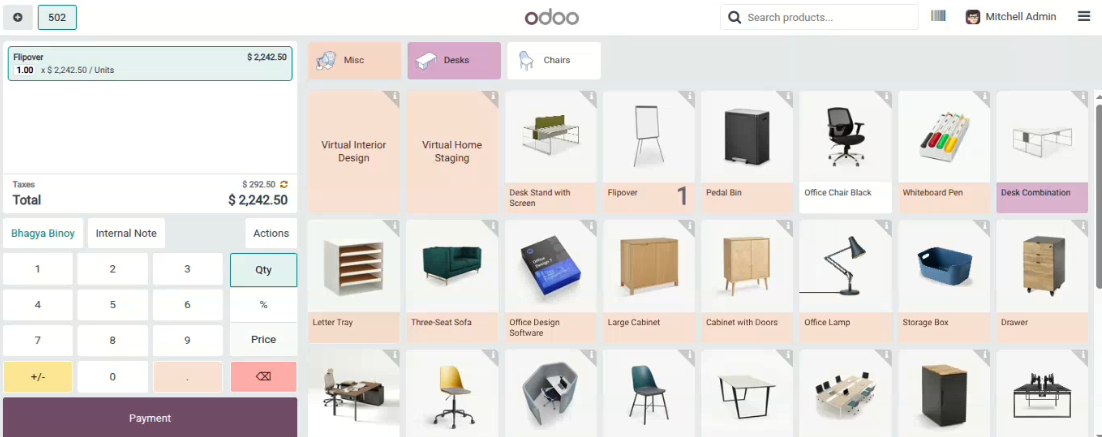 502
odoo
Search products...
Mitchell Admin
Flipover
$ 2,242.50
1.00 x $ 2,242.50 / Units
Taxes
$ 292.50
Total
$ 2,242.50
Bhagya Binoy
Internal Note
Actions
1
2
3
Qty
4
5
6
%
7
8
9
Price
+/-
0
.
Payment
Misc
Desks
Chairs
Virtual Interior
Design
Virtual Home
Staging
Desk Stand with
Screen
Flipover
1
Pedal Bin
Office Chair Black
Whiteboard Pen
Desk Combination
Letter Tray
Three-Seat Sofa
Office Design
Software
Large Cabinet
Cabinet with Doors
Office Lamp
Storage Box
Drawer